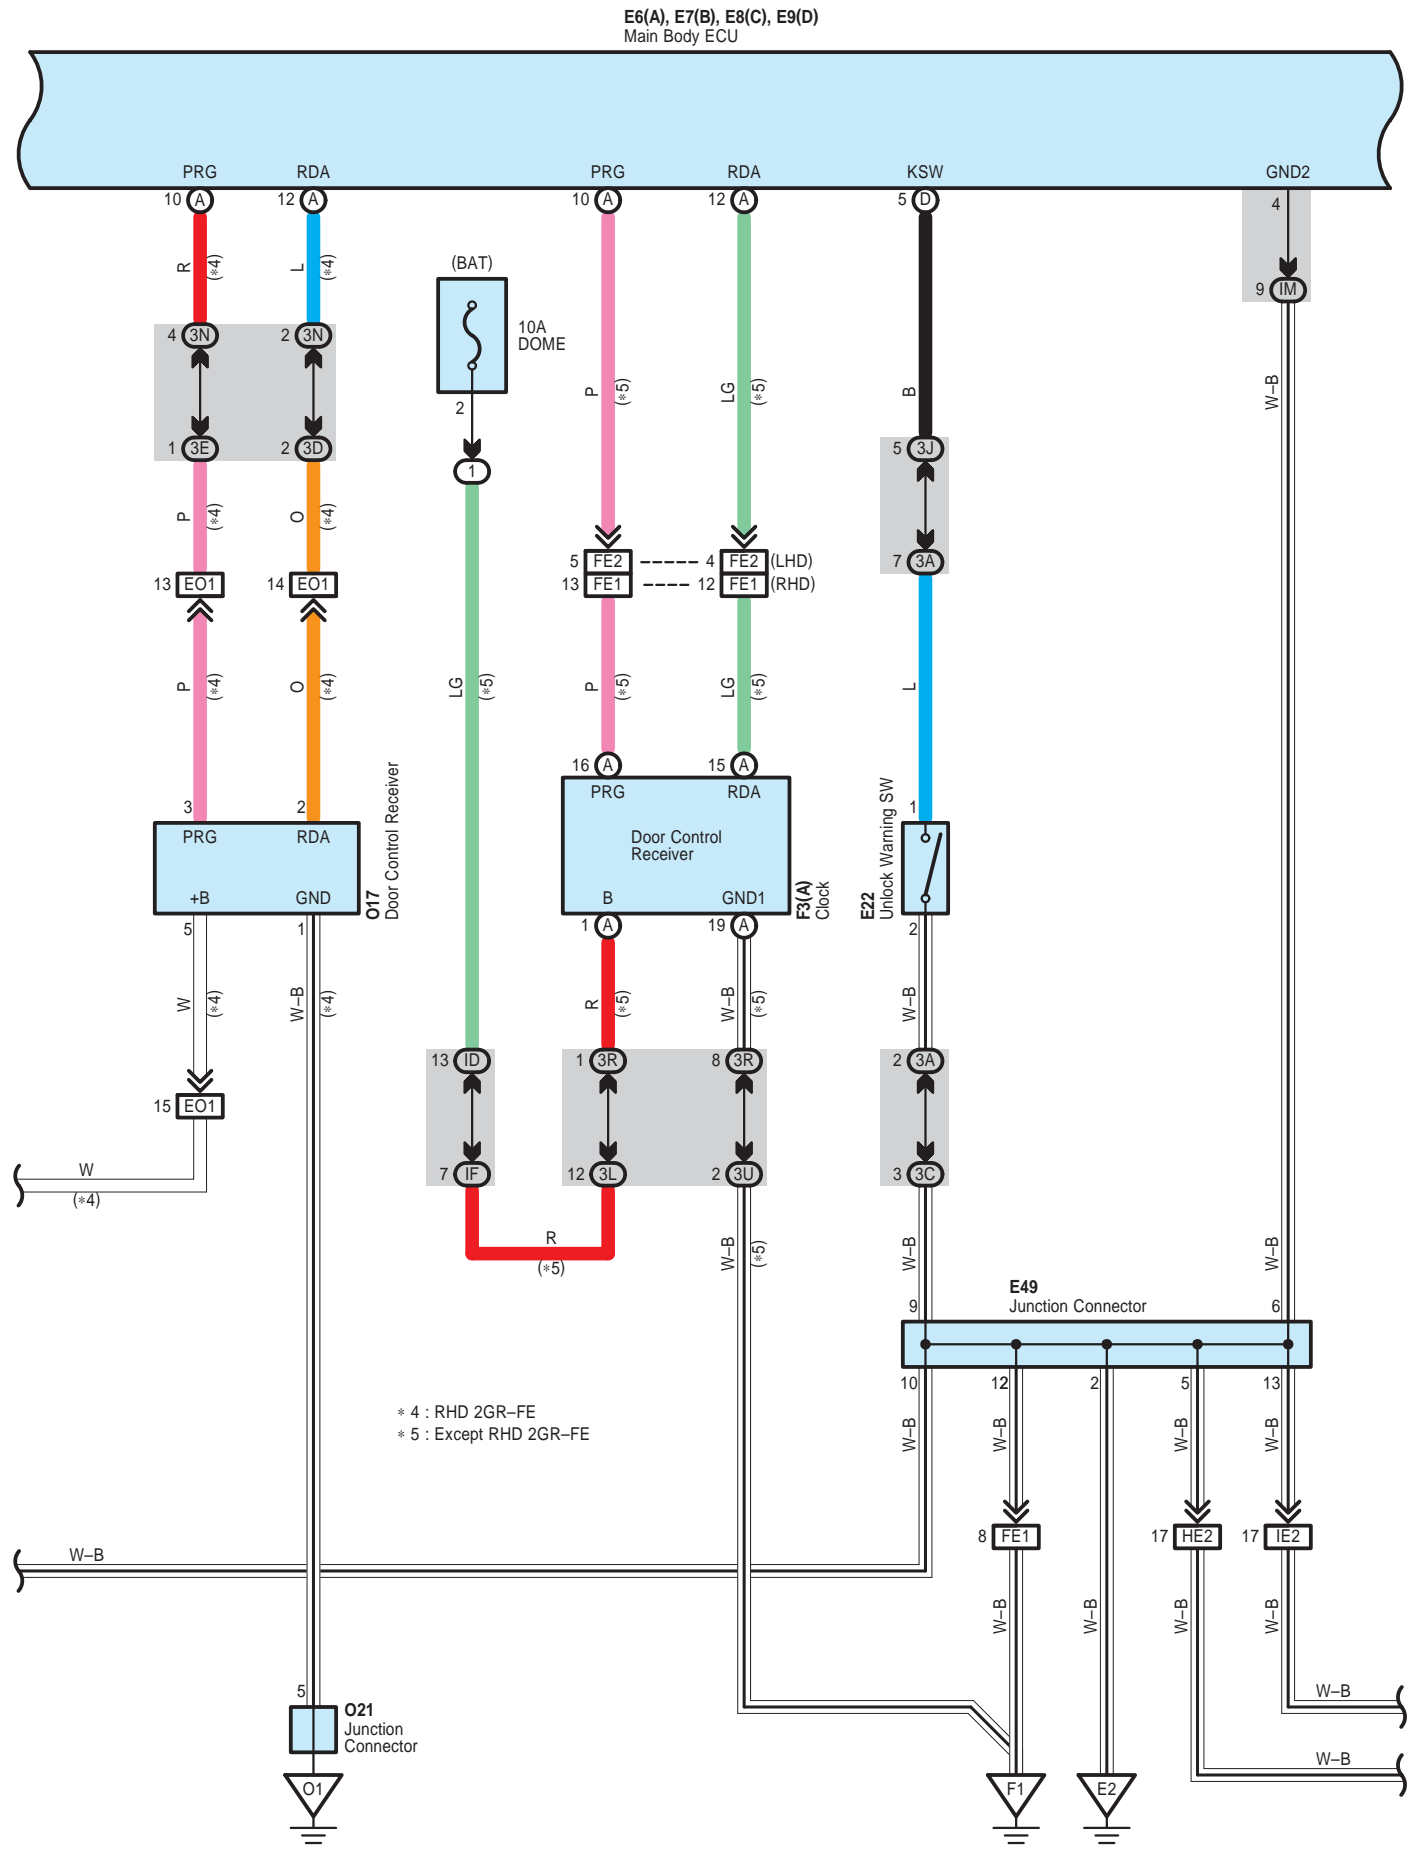 E6(A), E7(B), E8(C), E9(D)
Main Body ECU
PRG RDA PRG RDA KSW GND2
10 A 12 A 10 A 12 A 5 D 4
9 IM
R (*4) L (*4)
(BAT)
10A
DOME
2
1
4 3N 2 3N
1 3E 2 3D
P (*5) LG (*5) B W–B
5 3J
7 3A
P (*4) O (*4)
13 EO1 14 EO1
5 FE2 4 FE2 (LHD)
13 FE1 12 FE1 (RHD)
P (*4) O (*4) LG (*5) P (*5) LG (*5) L
16 A 15 A
3 2 1
PRG RDA
+B GND
O17
Door Control Receiver
PRG RDA
Door Control
Receiver
B GND1
F3(A)
Clock
E22
Unlock Warning SW
5 1 1 A 19 A 2
W (*4) W–B (*4) R (*5) W–B (*5) W–B
13 ID 1 3R 8 3R 2 3A
15 EO1
7 IF 12 3L 2 3U 3 3C
W
(*4)
R
(*5)
W–B (*5) W–B W–B
E49
Junction Connector
9 6
10 12 2 5 13
* 4 : RHD 2GR–FE
* 5 : Except RHD 2GR–FE
W–B W–B W–B W–B
8 FE1 17 HE2 17 IE2
W–B
W–B W–B W–B W–B
5
O21
Junction
Connector
W–B
W–B
O1 F1 E2